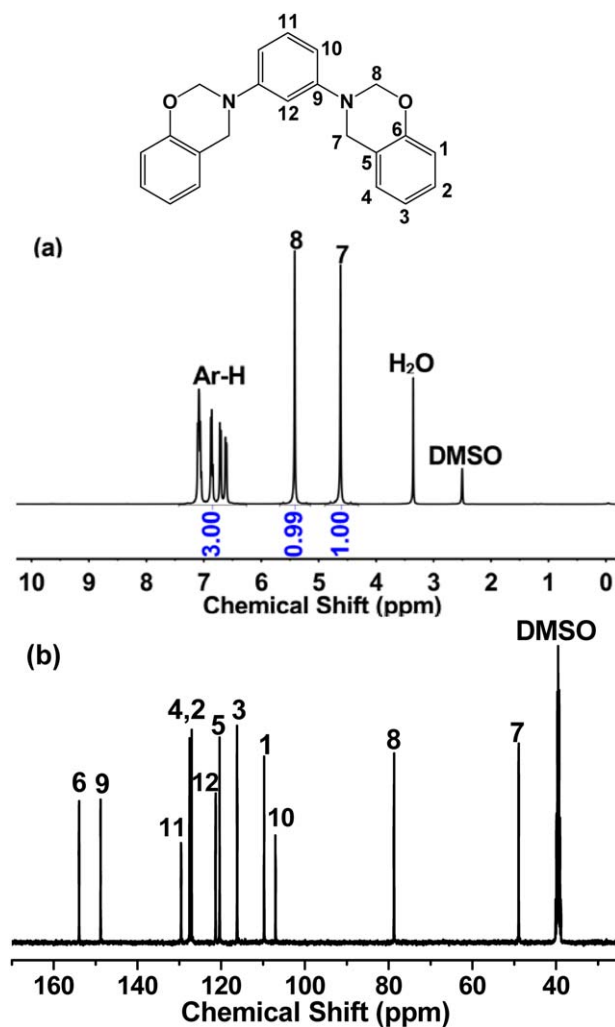 11
10
8
O
N
9
N
O
12
7
6
1
5
4
2
3
(a)
8
7
Ar-H
H₂O
DMSO
3.00
0.99
1.00
10 9 8 7 6 5 4 3 2 1 0
Chemical Shift (ppm)
(b)
DMSO
4,2
3
5
8
7
6 9
12
1
11
10
160 140 120 100 80 60 40
Chemical Shift (ppm)